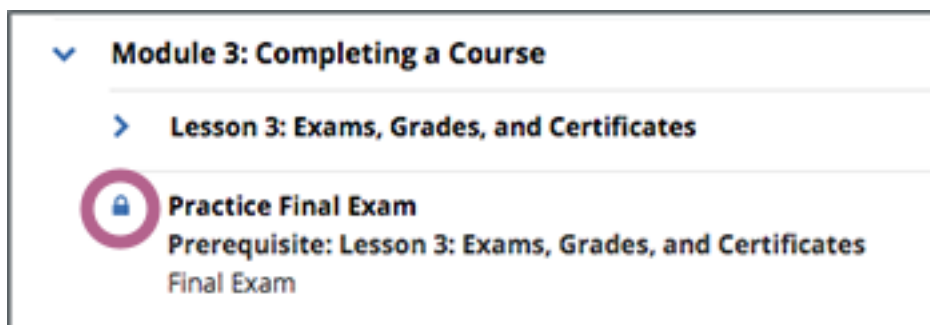 Module 3: Completing a Course
Lesson 3: Exams, Grades, and Certificates
Practice Final Exam
Prerequisite: Lesson 3: Exams, Grades, and Certificates
Final Exam